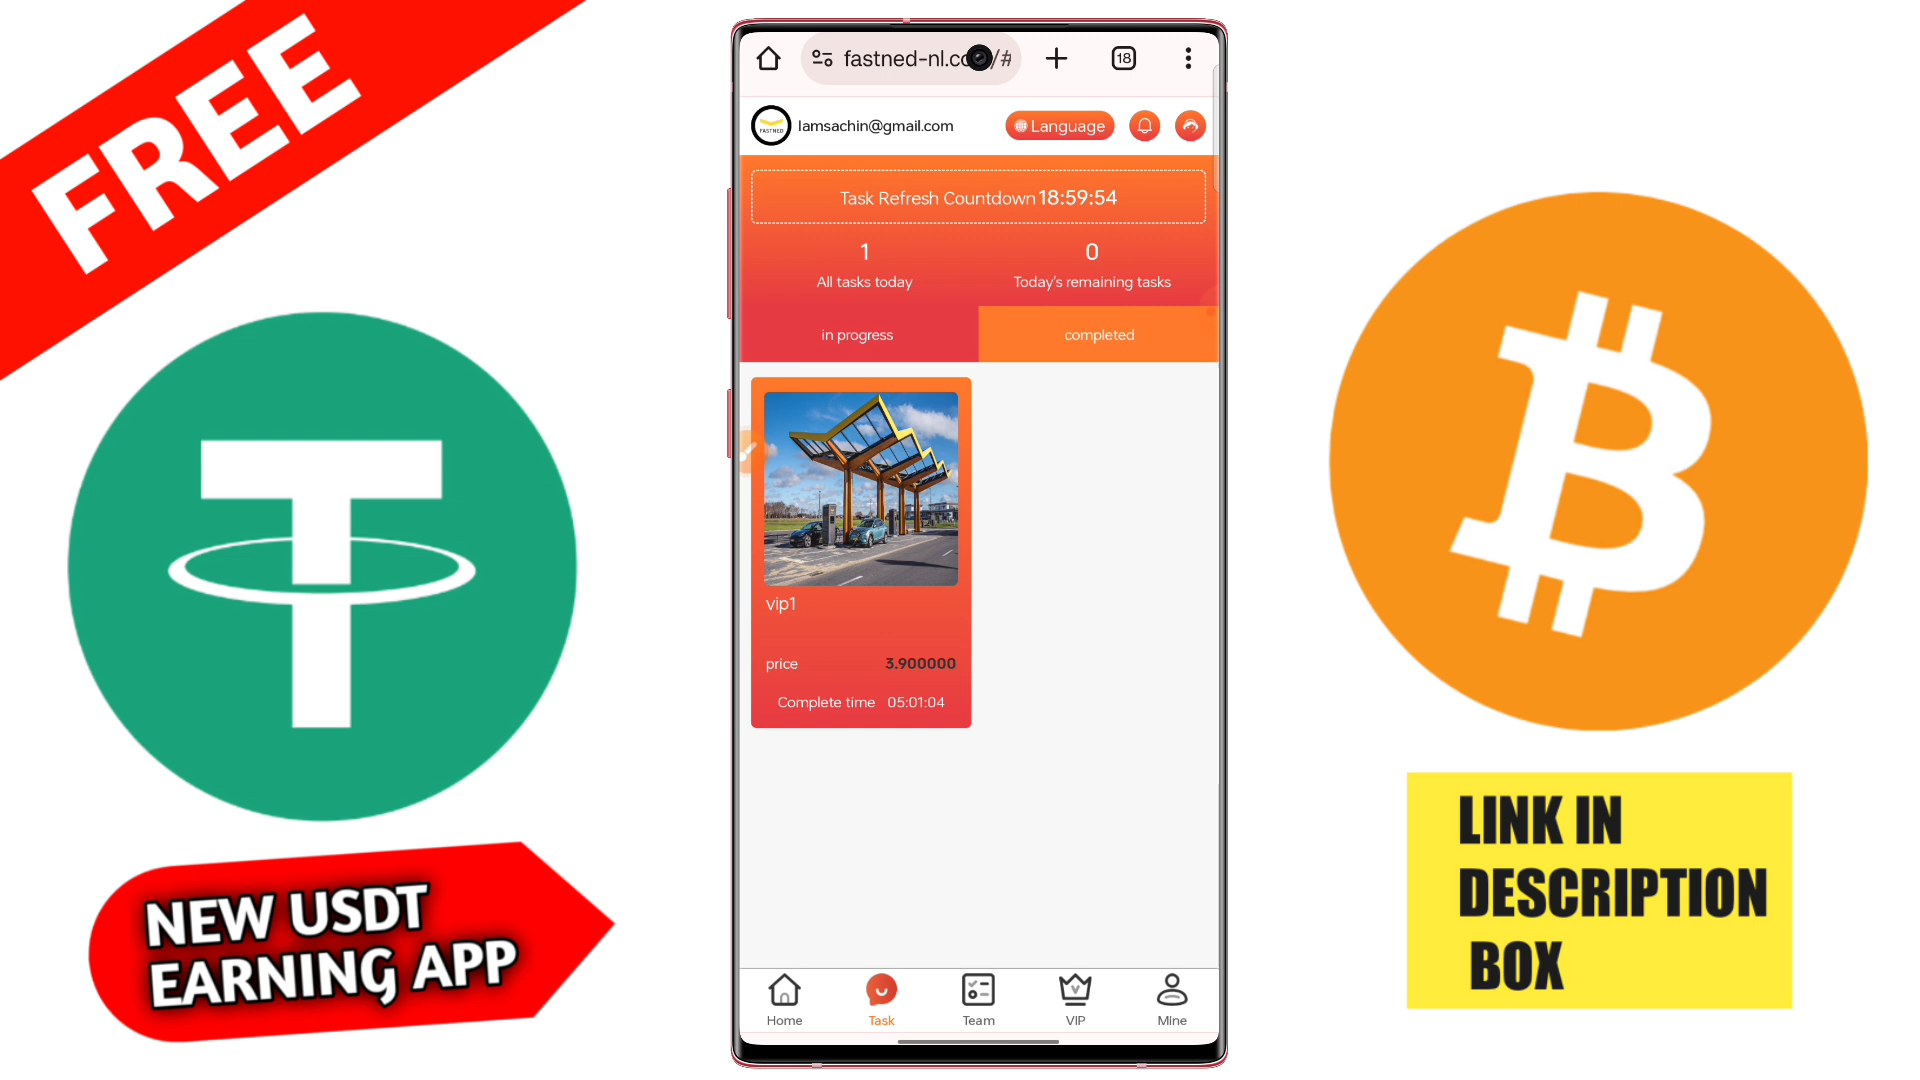 FREE
NEW USDT
EARNING APP
18
FASTNED
Iamsachin@gmail.com
Language
Task Refresh Countdown 18:59:54
1
0
All tasks today
Today's remaining tasks
in progress
completed
vip1
price 3.900000
Complete time 05:01:04
Home
Task
Team
VIP
Mine
LINK IN
DESCRIPTION
BOX